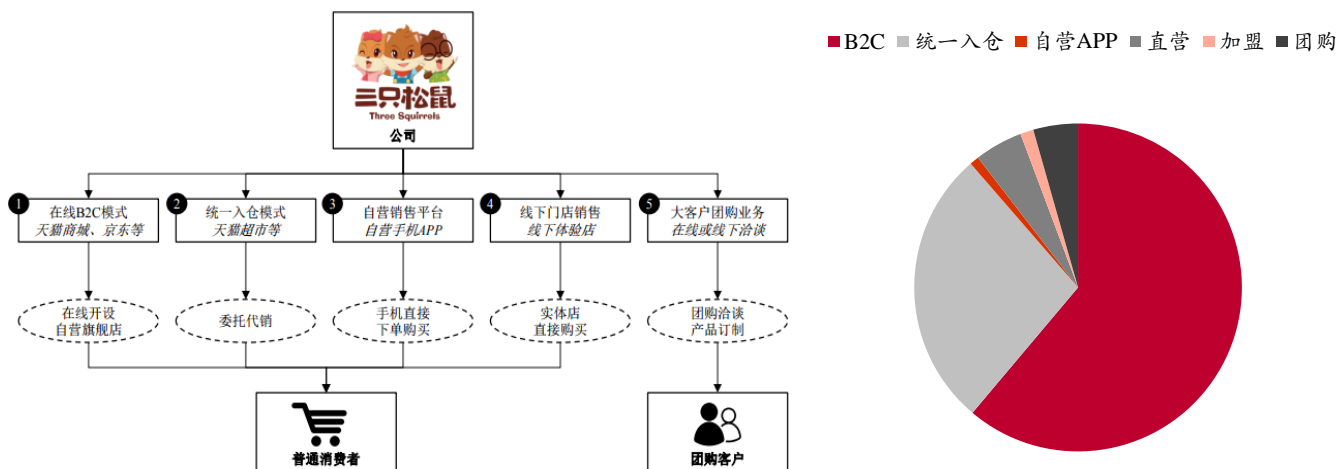 三只松鼠
Three Squirrels
公司
1
在线B2C模式
天猫商城、京东等
2
统一入仓模式
天猫超市等
3
自营销售平台
自营手机APP
4
线下门店销售
线下体验店
5
大客户团购业务
在线或线下洽谈
在线开设
自营旗舰店
委托代销
手机直接
下单购买
实体店
直接购买
团购洽谈
产品订制
普通消费者
团购客户
B2C 统一入仓 自营APP 直营 加盟 团购